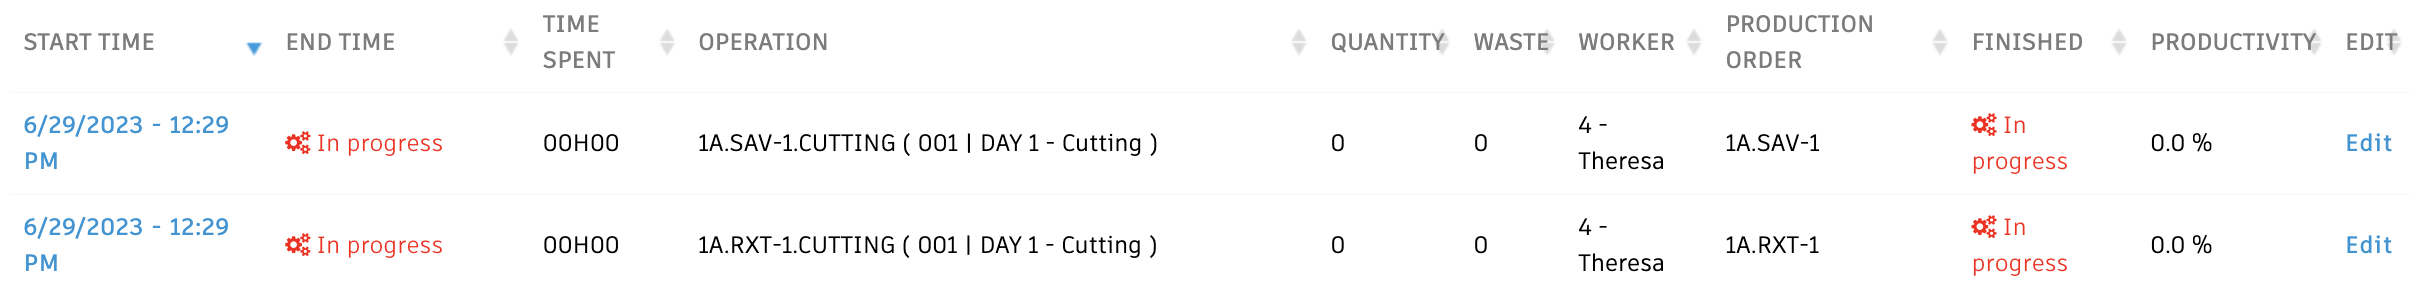 START TIME END TIME TIME SPENT OPERATION QUANTITY WASTE WORKER PRODUCTION ORDER FINISHED PRODUCTIVITY EDIT
6/29/2023 - 12:29 PM In progress 00H00 1A.SAV-1.CUTTING ( 001 | DAY 1 - Cutting ) 0 0 4 - Theresa 1A.SAV-1 In progress 0.0 % Edit
6/29/2023 - 12:29 PM In progress 00H00 1A.RXT-1.CUTTING ( 001 | DAY 1 - Cutting ) 0 0 4 - Theresa 1A.RXT-1 In progress 0.0 % Edit